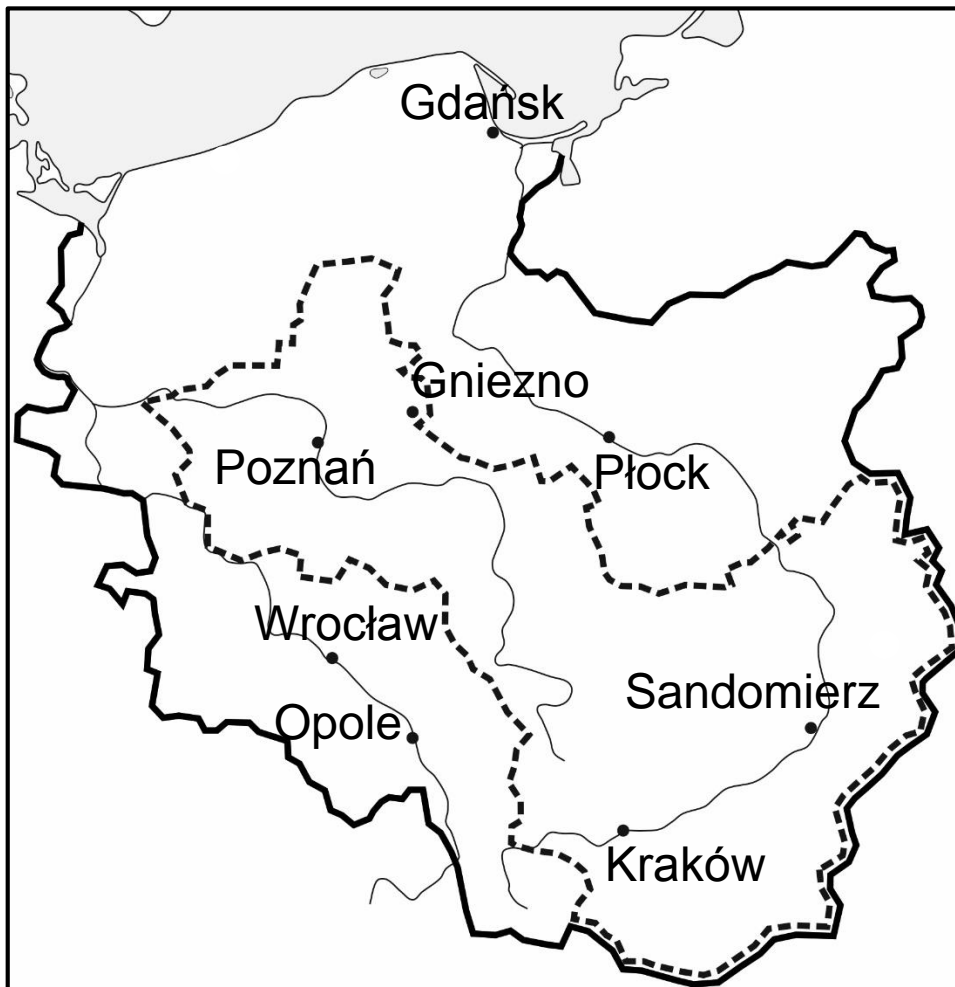 Gdańsk
Gniezno
Poznań
Płock
Wrocław
Sandomierz
Opole
Kraków